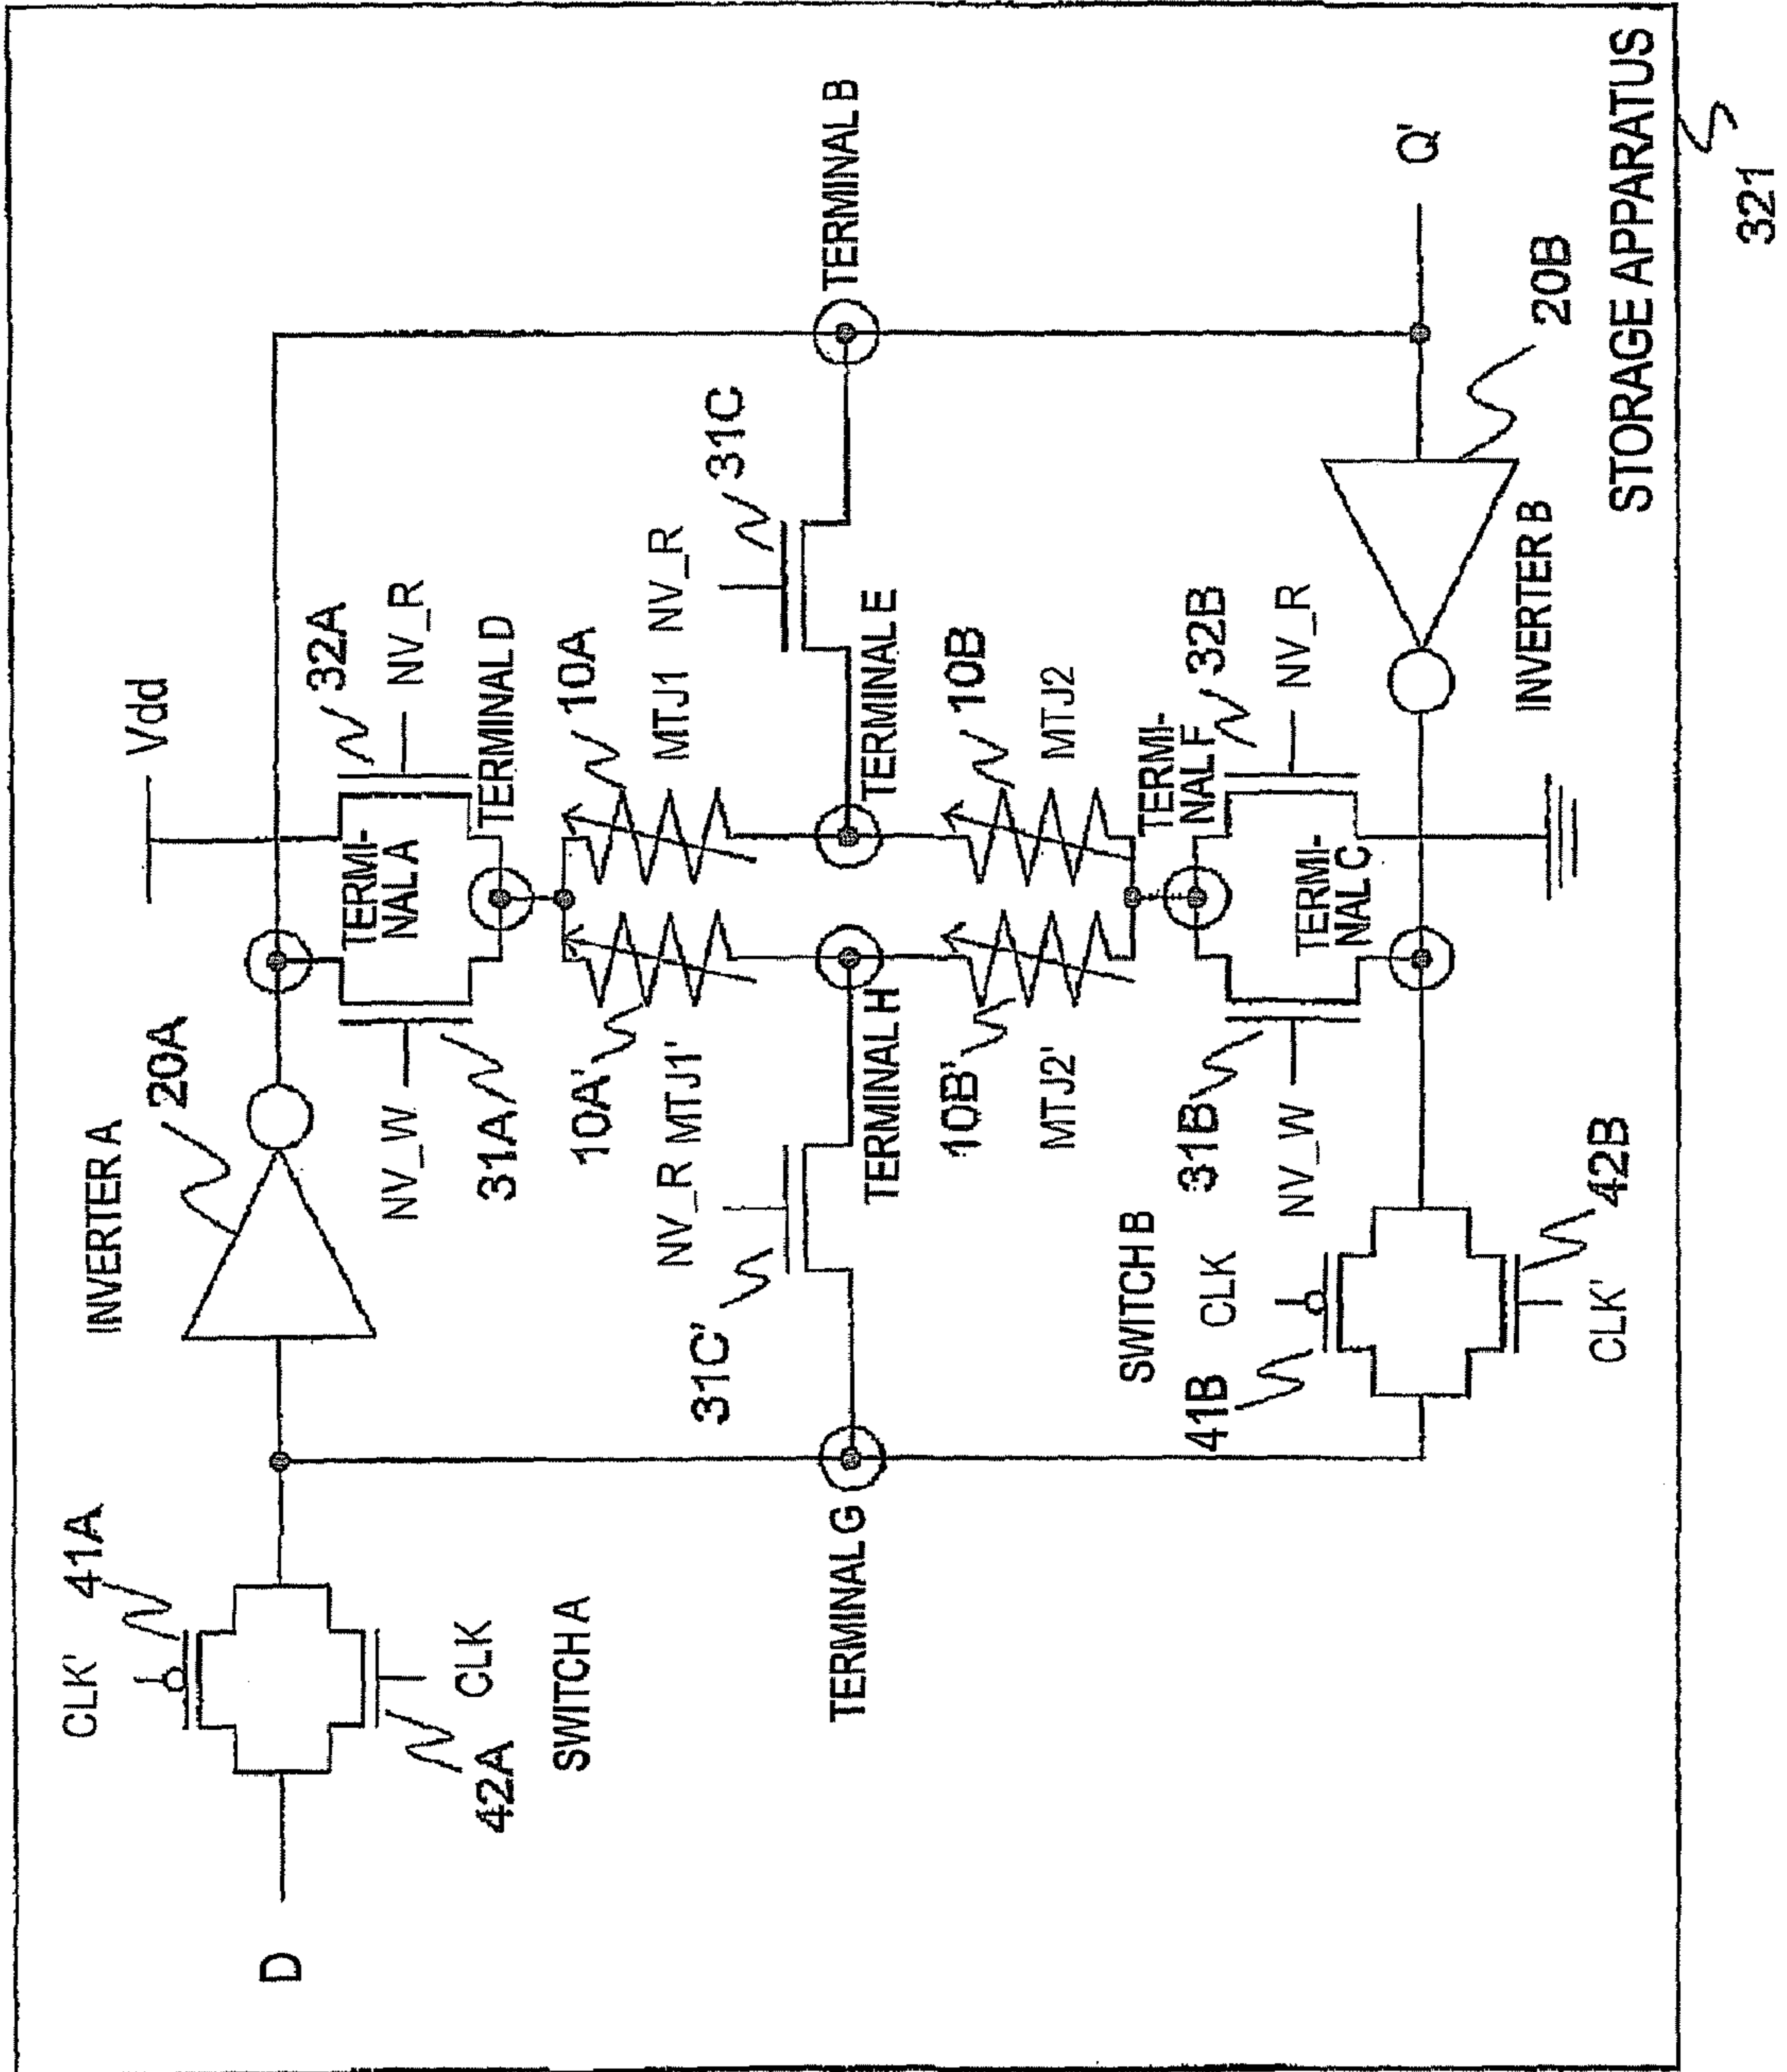 Vdd
INVERTER A
20A
CLK'
41A
32A
NV_R
TERMI-
NAL A
NV_W
TERMINAL D
31A
CLK
42A
SWITCH A
D
10A
10A'
MTJ1
NV_R
31C
NV_R
MTJ1'
31C'
TERMINAL B
TERMINAL E
TERMINAL H
TERMINAL G
10B
10B'
MTJ2
MTJ2'
TERMI-
NAL F
32B
SWITCH B
31B
41B
CLK
NV_W
NV_R
TERMI-
NAL C
Q'
20B
INVERTER B
42B
CLK'
STORAGE APPARATUS
321